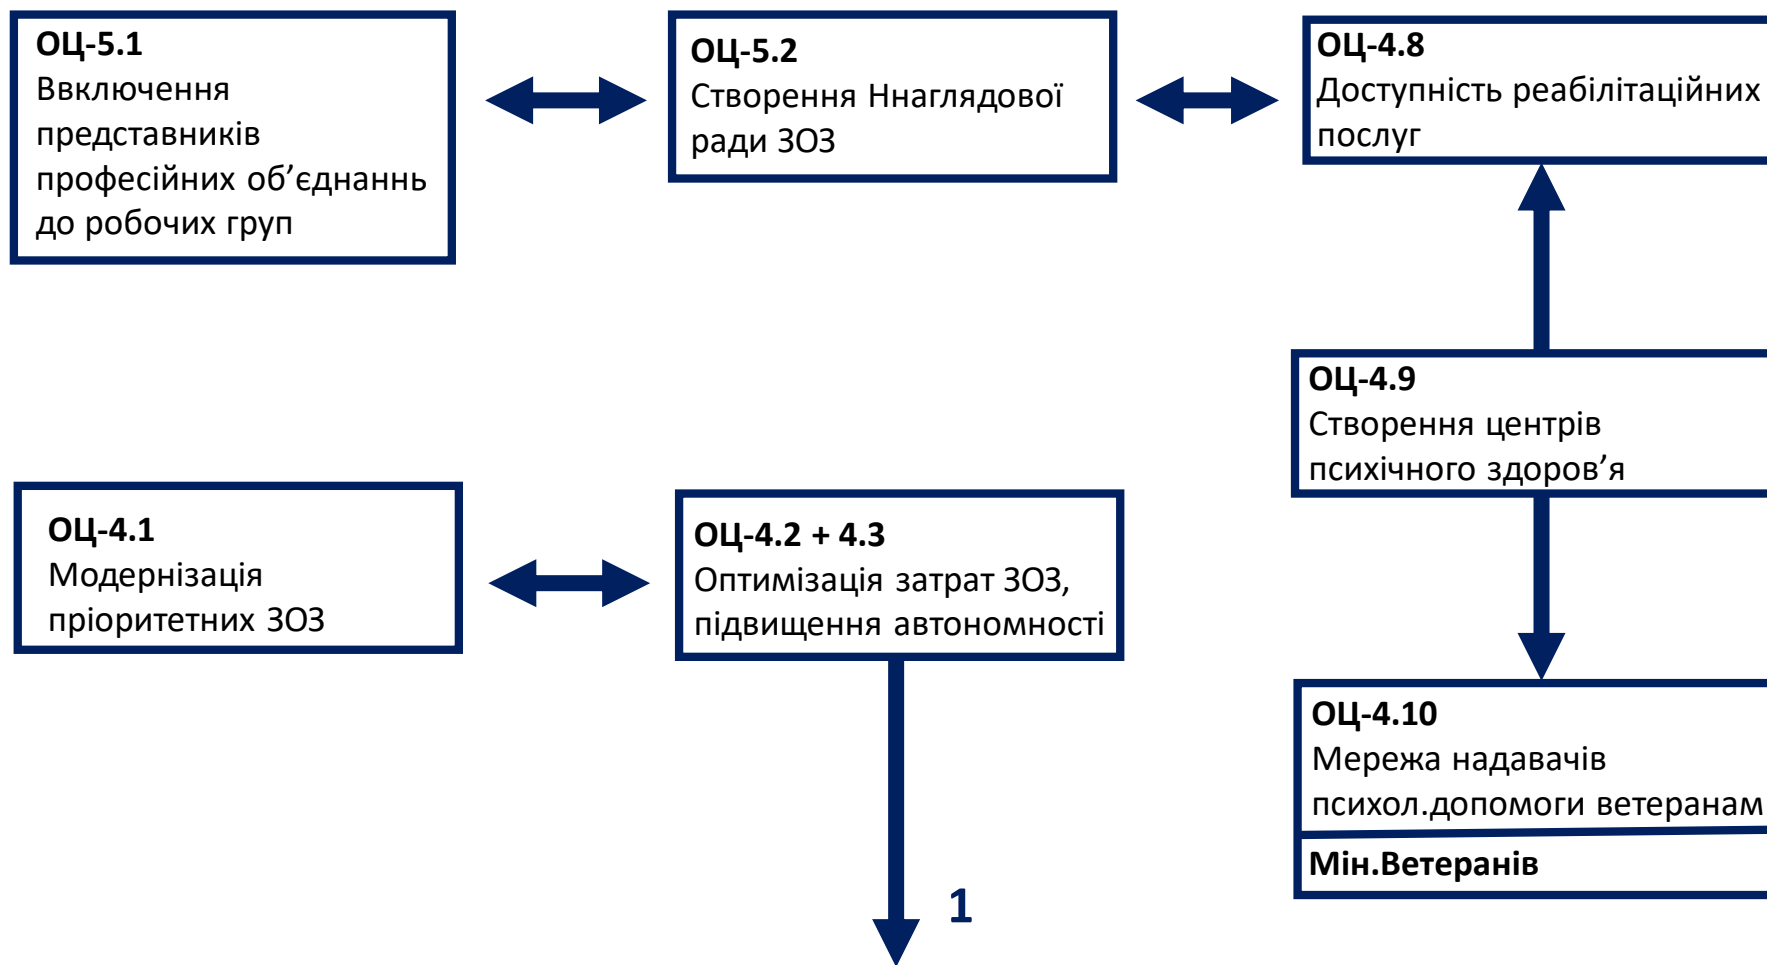 ОЦ-5.1
Ввключення
представників
професійних об’єднаннь
до робочих груп
ОЦ-5.2
Створення Ннаглядової
ради ЗОЗ
ОЦ-4.8
Доступність реабілітаційних
послуг
ОЦ-4.9
Створення центрів
психічного здоров’я
ОЦ-4.1
Модернізація
пріоритетних ЗОЗ
ОЦ-4.2 + 4.3
Оптимізація затрат ЗОЗ,
підвищення автономності
ОЦ-4.10
Мережа надавачів
психол.допомоги ветеранам
Мін.Ветеранів
1